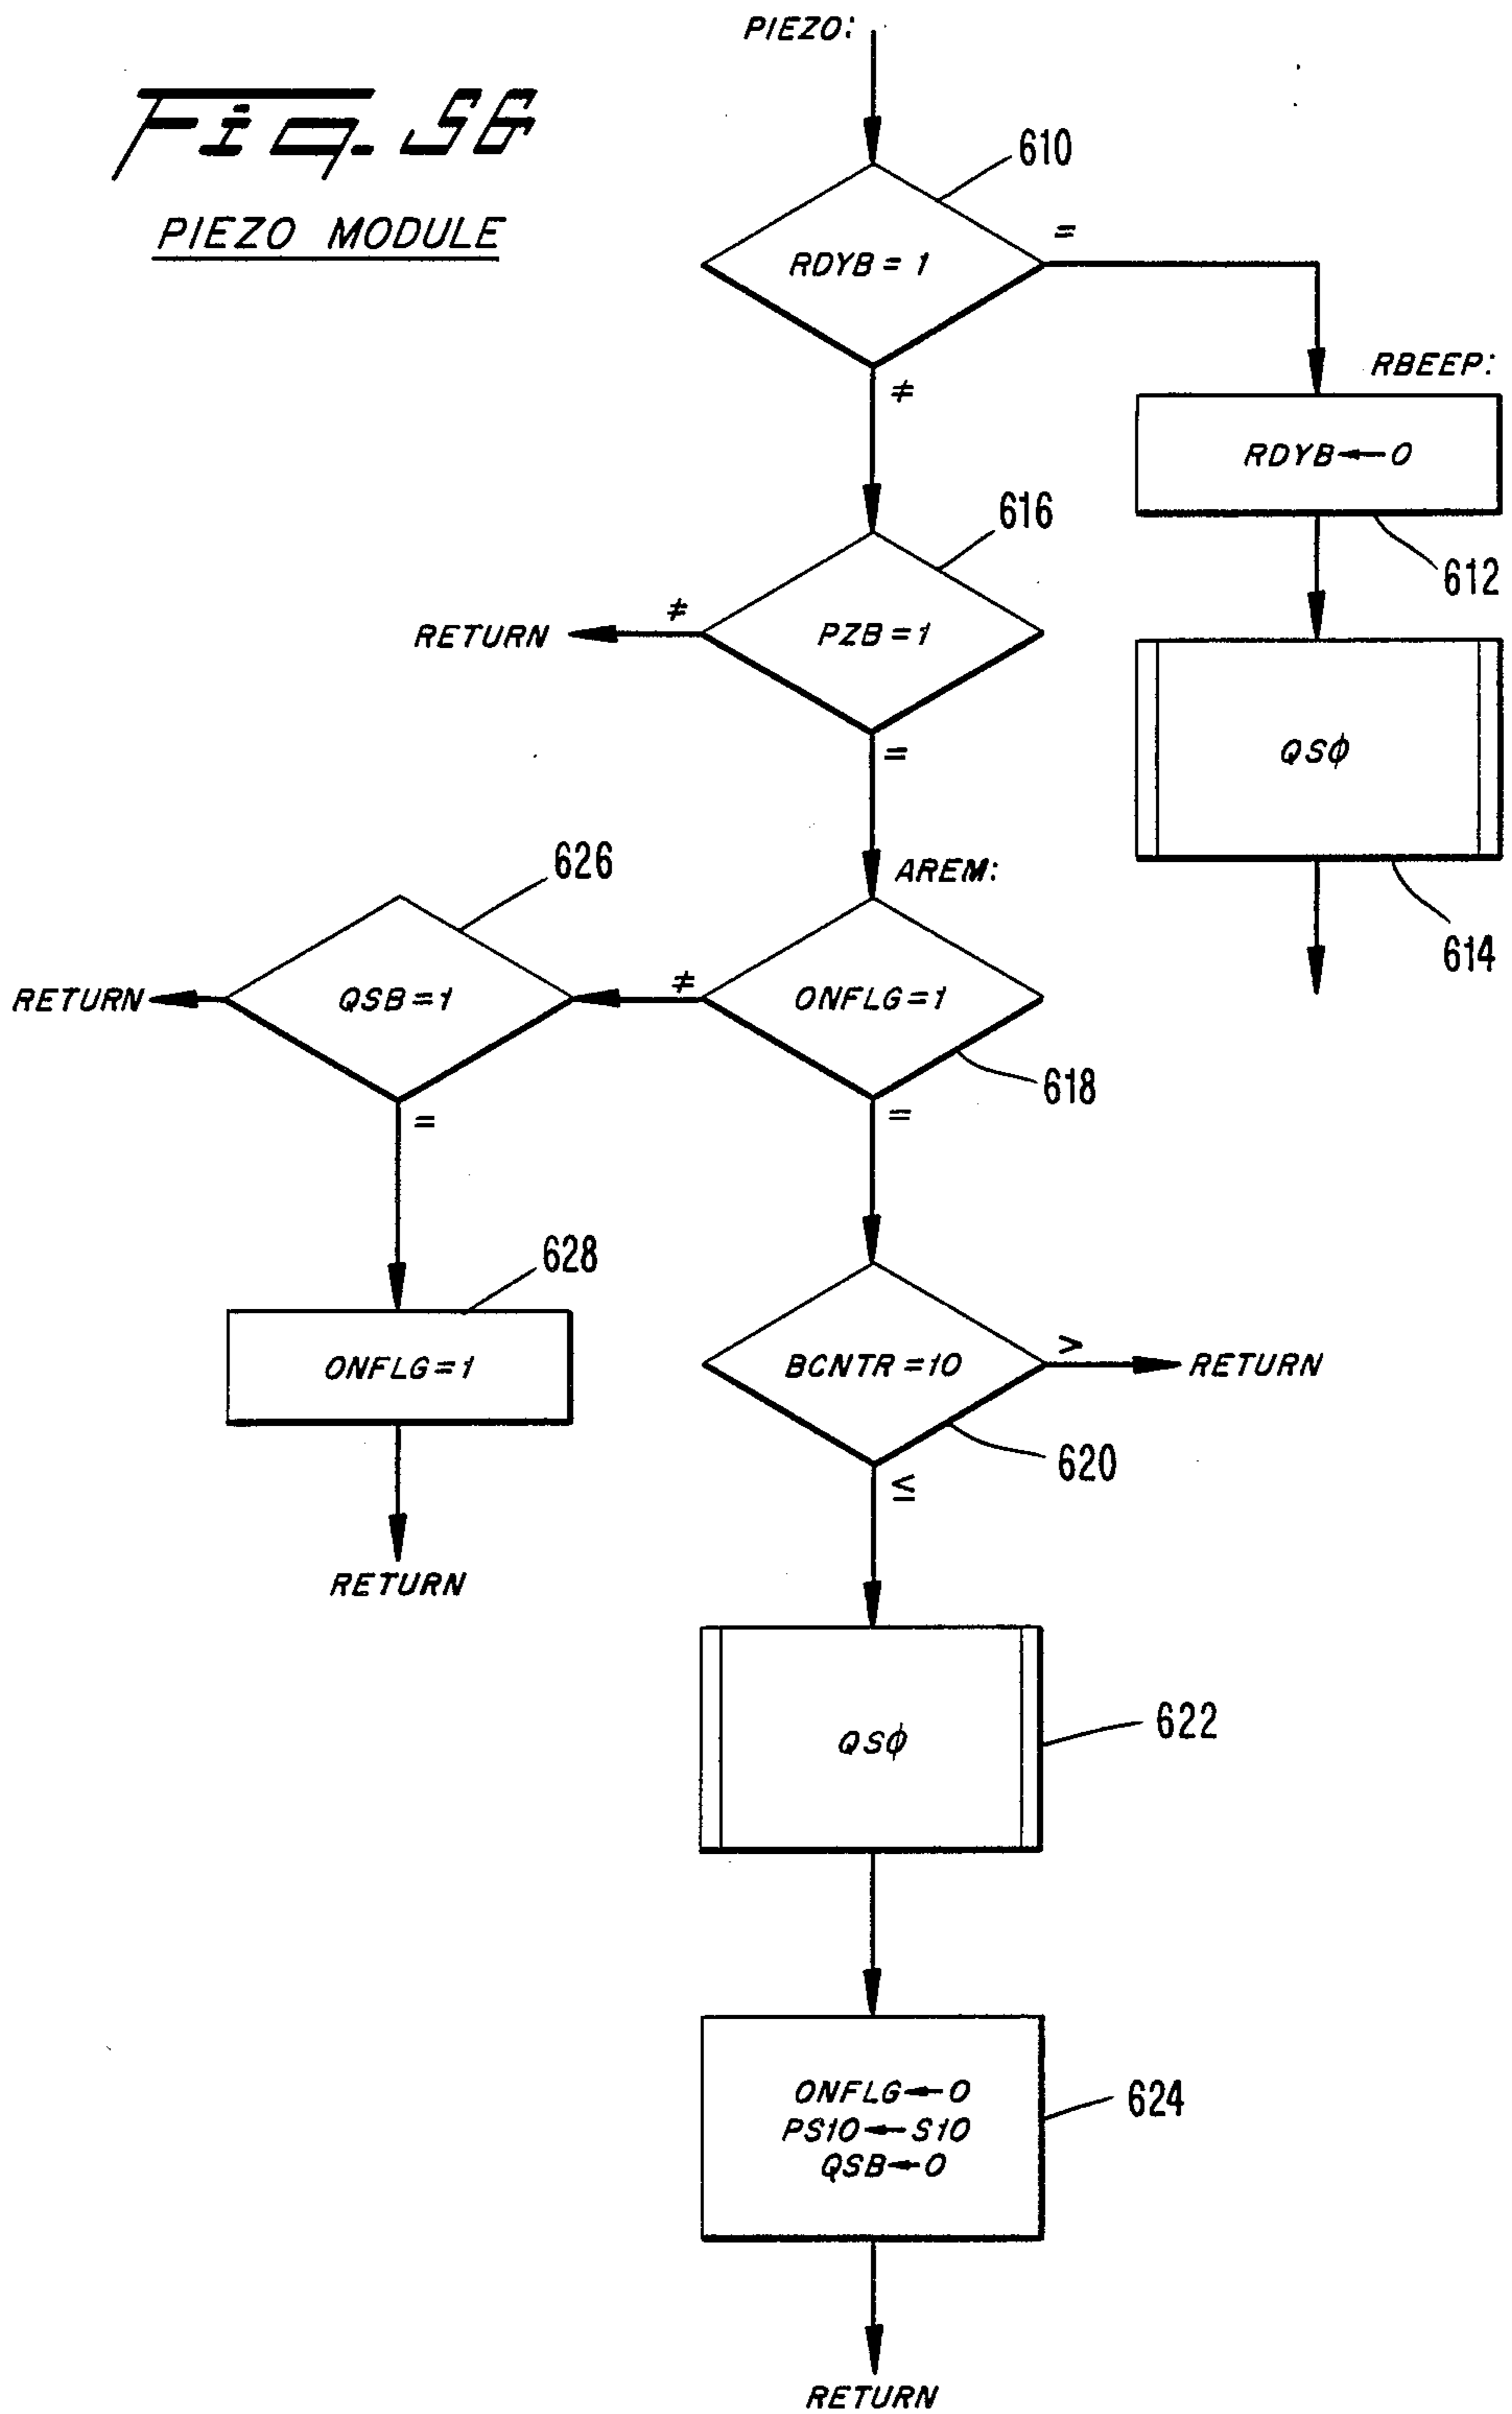 PIEZO:
Fig. 5G
PIEZO MODULE
610
RDYB = 1
=
≠
RBEEP:
RDYB←0
612
616
PZB = 1
≠
RETURN
=
QSϕ
614
AREM:
626
QSB = 1
RETURN
≠
ONFLG = 1
618
=
=
628
ONFLG = 1
RETURN
BCNTR = 10
>
RETURN
620
≤
QSϕ
622
ONFLG←0
PS10←S10
QSB←0
624
RETURN